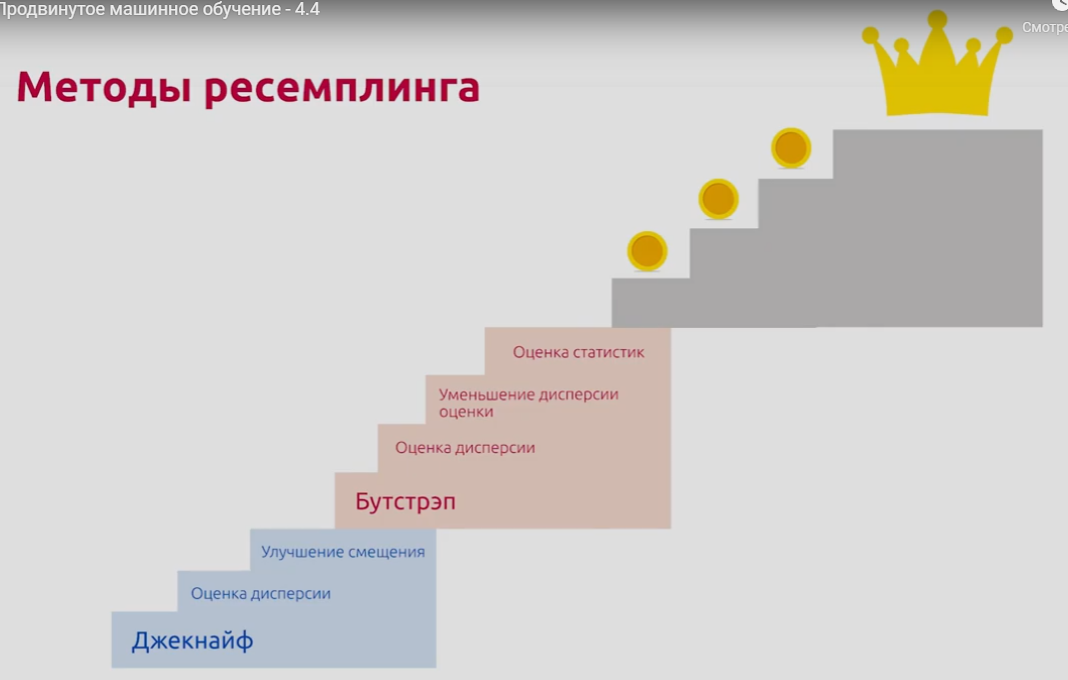 Продвинутое машинное обучение - 4.4
Смотре
Методы ресемплинга
Оценка статистик
Уменьшение дисперсии
оценки
Оценка дисперсии
Бутстрэп
Улучшение смещения
Оценка дисперсии
Джекнайф